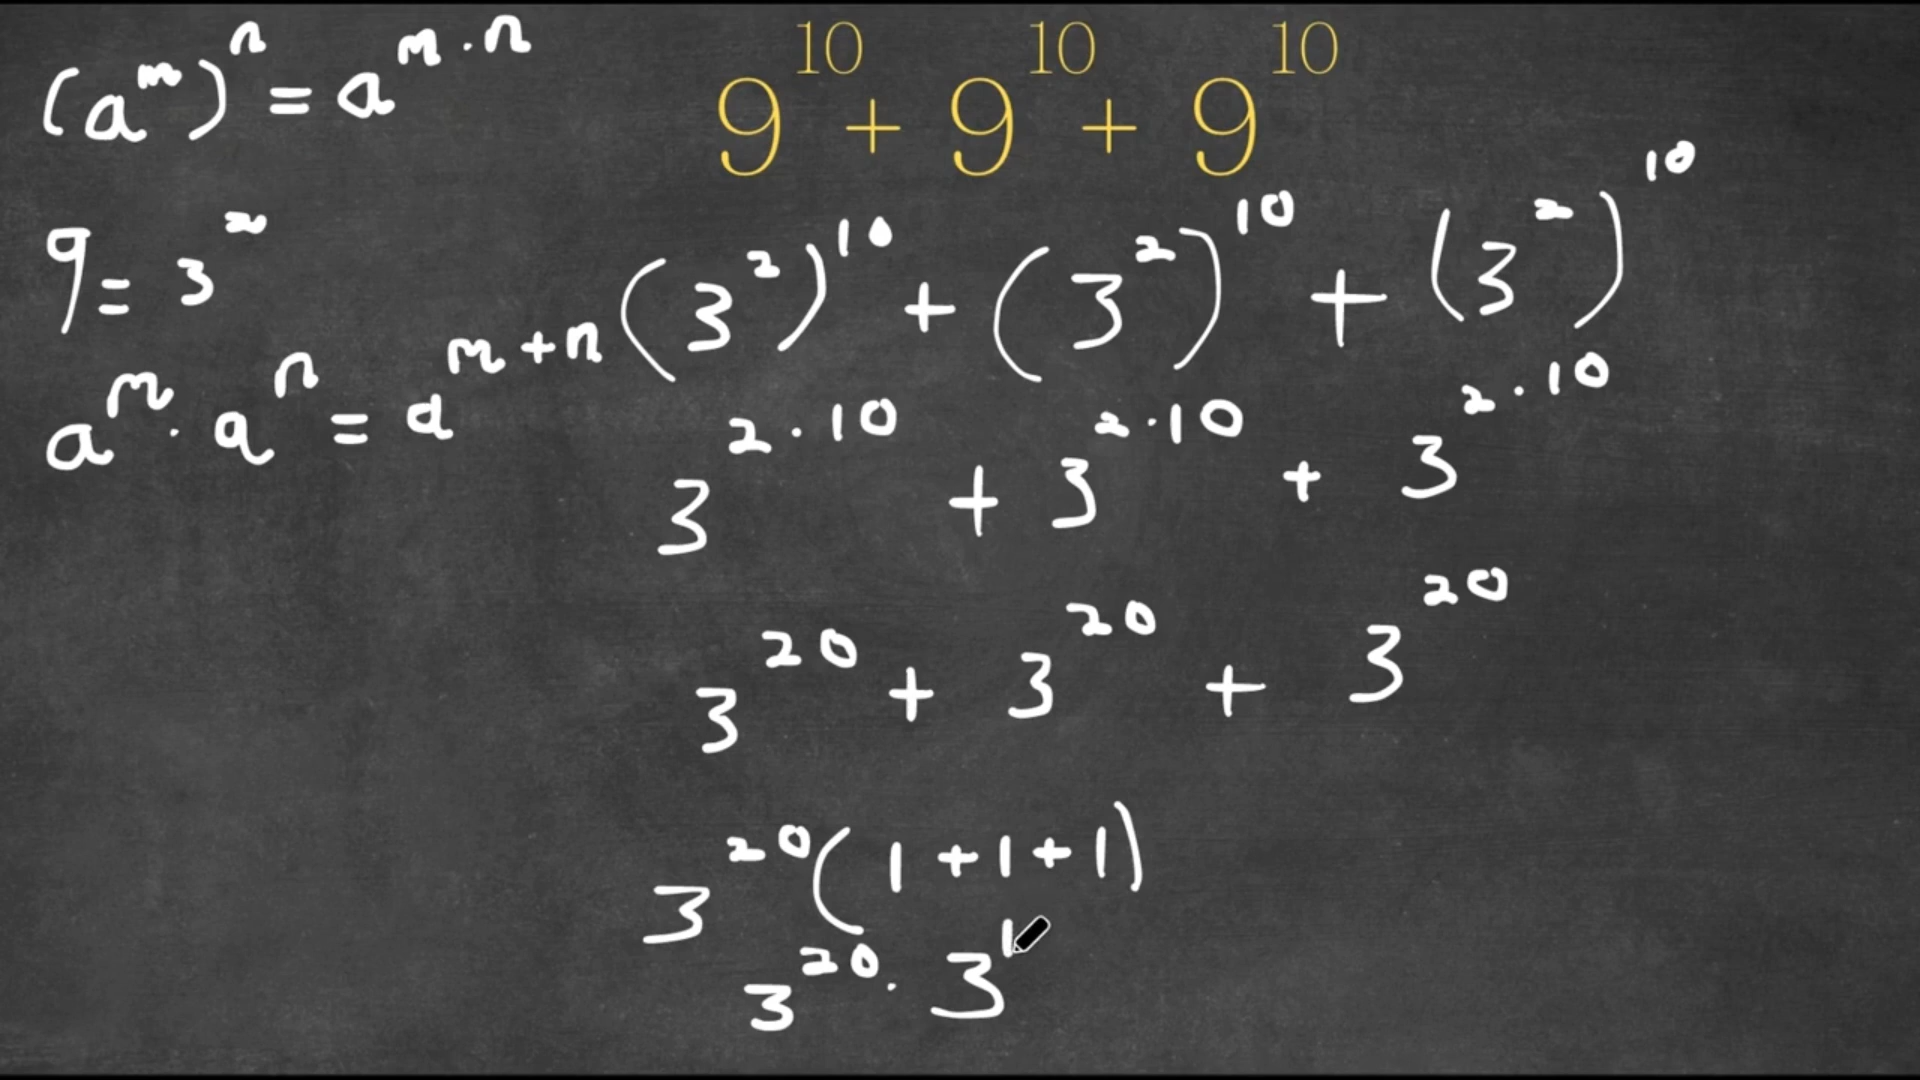 (a^m)^n = a^{m·n}
9^{10} + 9^{10} + 9^{10}
9 = 3^2
(3^2)^{10} + (3^2)^{10} + (3^2)^{10}
a^m · a^n = a^{m+n}
3^{2·10} + 3^{2·10} + 3^{2·10}
3^{20} + 3^{20} + 3^{20}
3^{20}(1+1+1)
3^{20} · 3^1